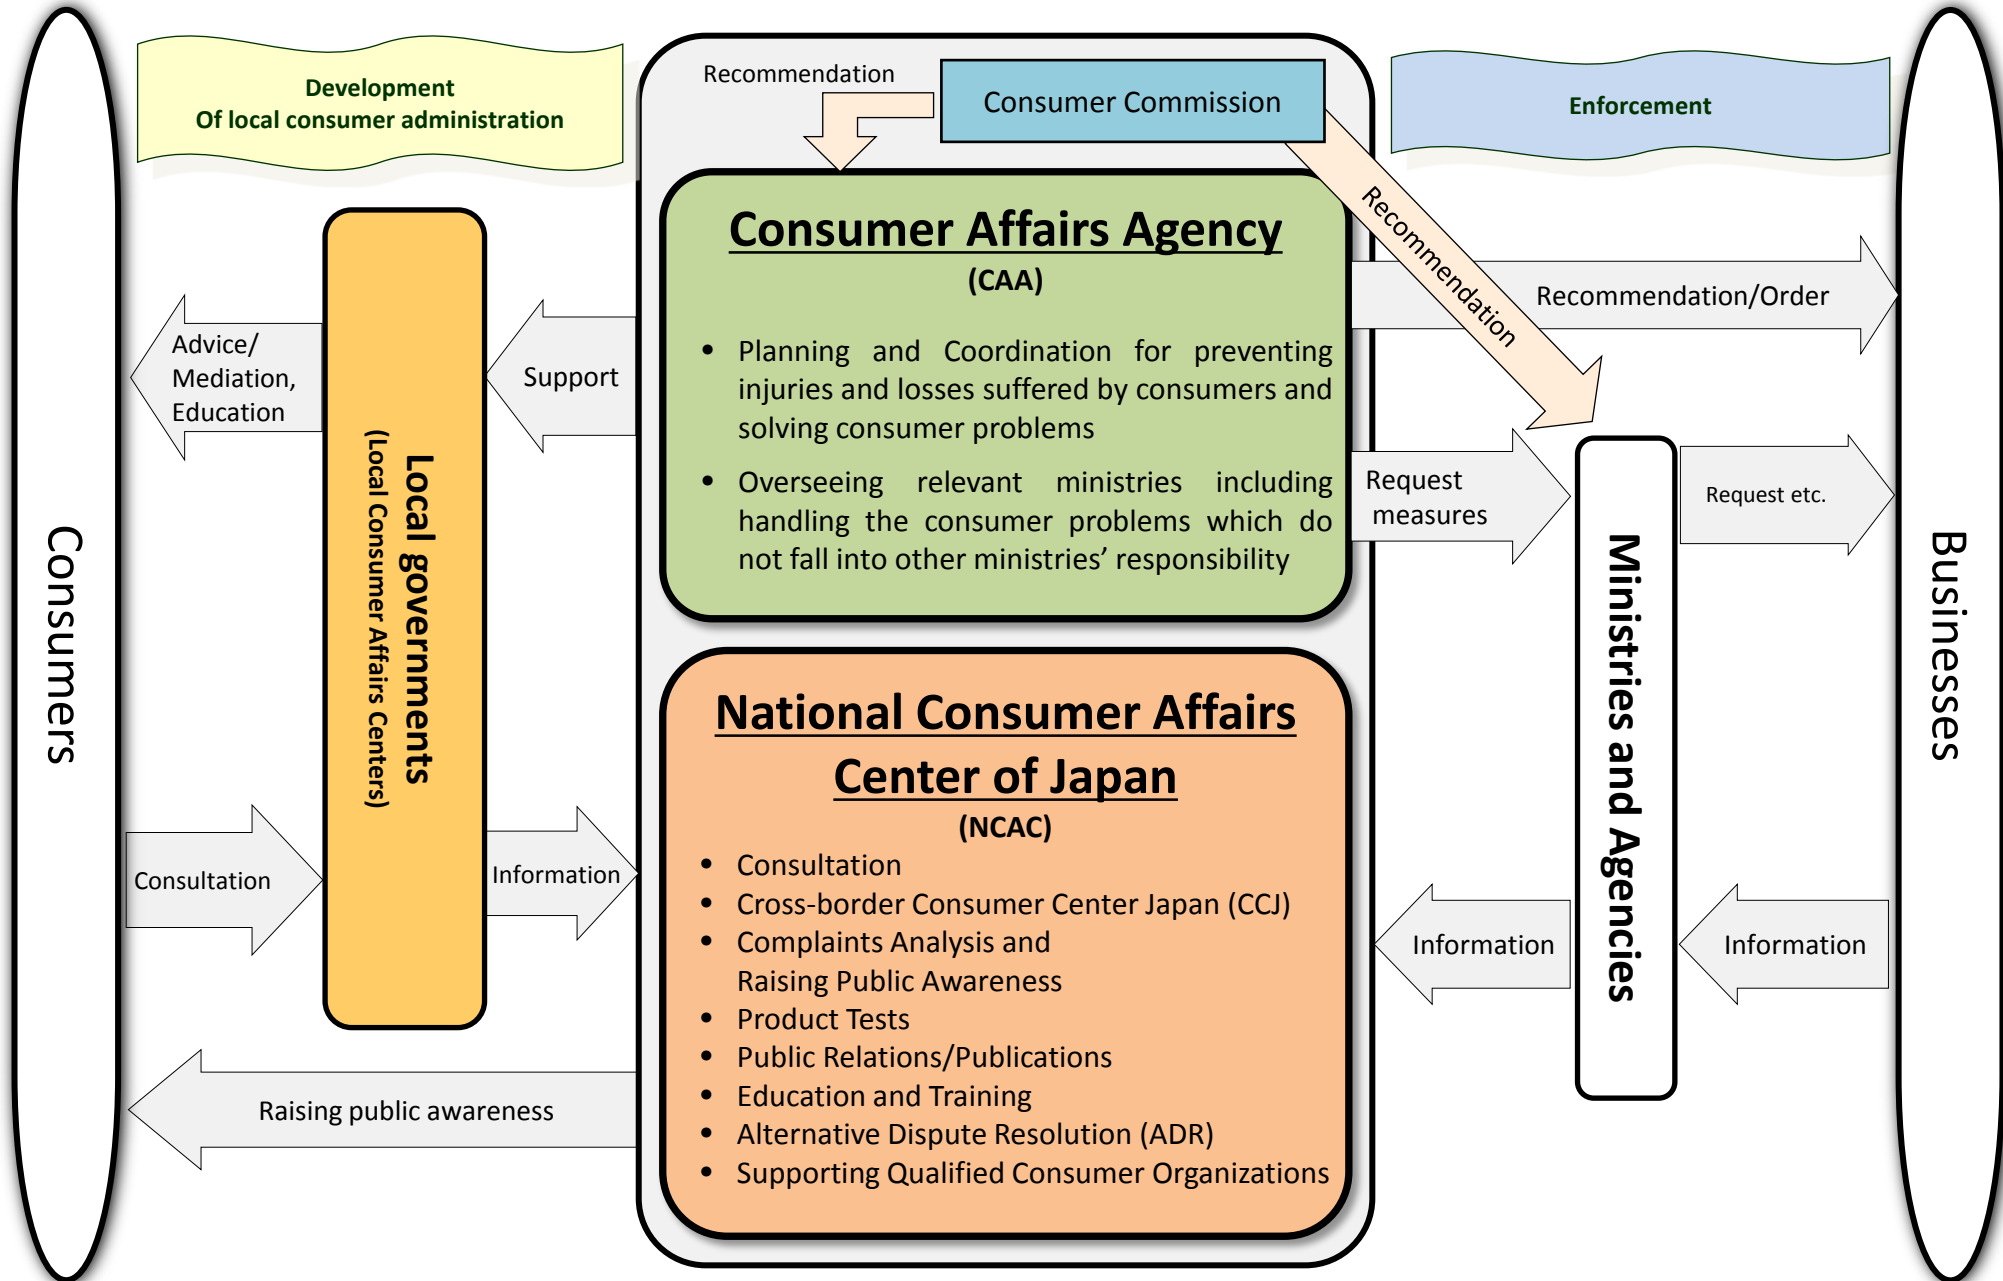 Development
Of local consumer administration
Recommendation
Consumer Commission
Enforcement
Recommendation
Consumer Affairs Agency
(CAA)
• Planning and Coordination for preventing
injuries and losses suffered by consumers and
solving consumer problems
• Overseeing relevant ministries including
handling the consumer problems which do
not fall into other ministries’ responsibility
Recommendation/Order
Advice/
Mediation,
Education
Support
Request
measures
Request etc.
Consumers
Local governments
(Local Consumer Affairs Centers)
Ministries and Agencies
Businesses
National Consumer Affairs
Center of Japan
(NCAC)
• Consultation
• Cross-border Consumer Center Japan (CCJ)
• Complaints Analysis and
Raising Public Awareness
• Product Tests
• Public Relations/Publications
• Education and Training
• Alternative Dispute Resolution (ADR)
• Supporting Qualified Consumer Organizations
Consultation
Information
Information
Information
Raising public awareness